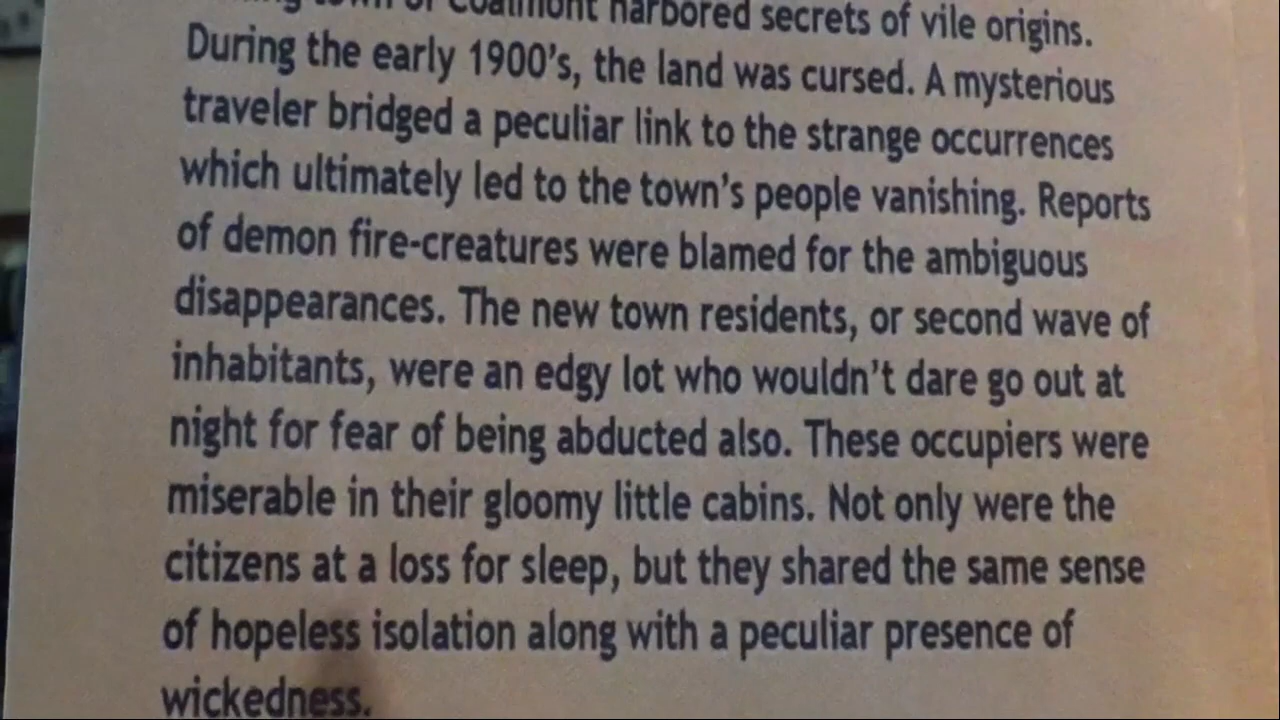 town of Coalmont harbored secrets of vile origins.
During the early 1900's, the land was cursed. A mysterious
traveler bridged a peculiar link to the strange occurrences
which ultimately led to the town's people vanishing. Reports
of demon fire-creatures were blamed for the ambiguous
disappearances. The new town residents, or second wave of
inhabitants, were an edgy lot who wouldn't dare go out at
night for fear of being abducted also. These occupiers were
miserable in their gloomy little cabins. Not only were the
citizens at a loss for sleep, but they shared the same sense
of hopeless isolation along with a peculiar presence of
wickedness.